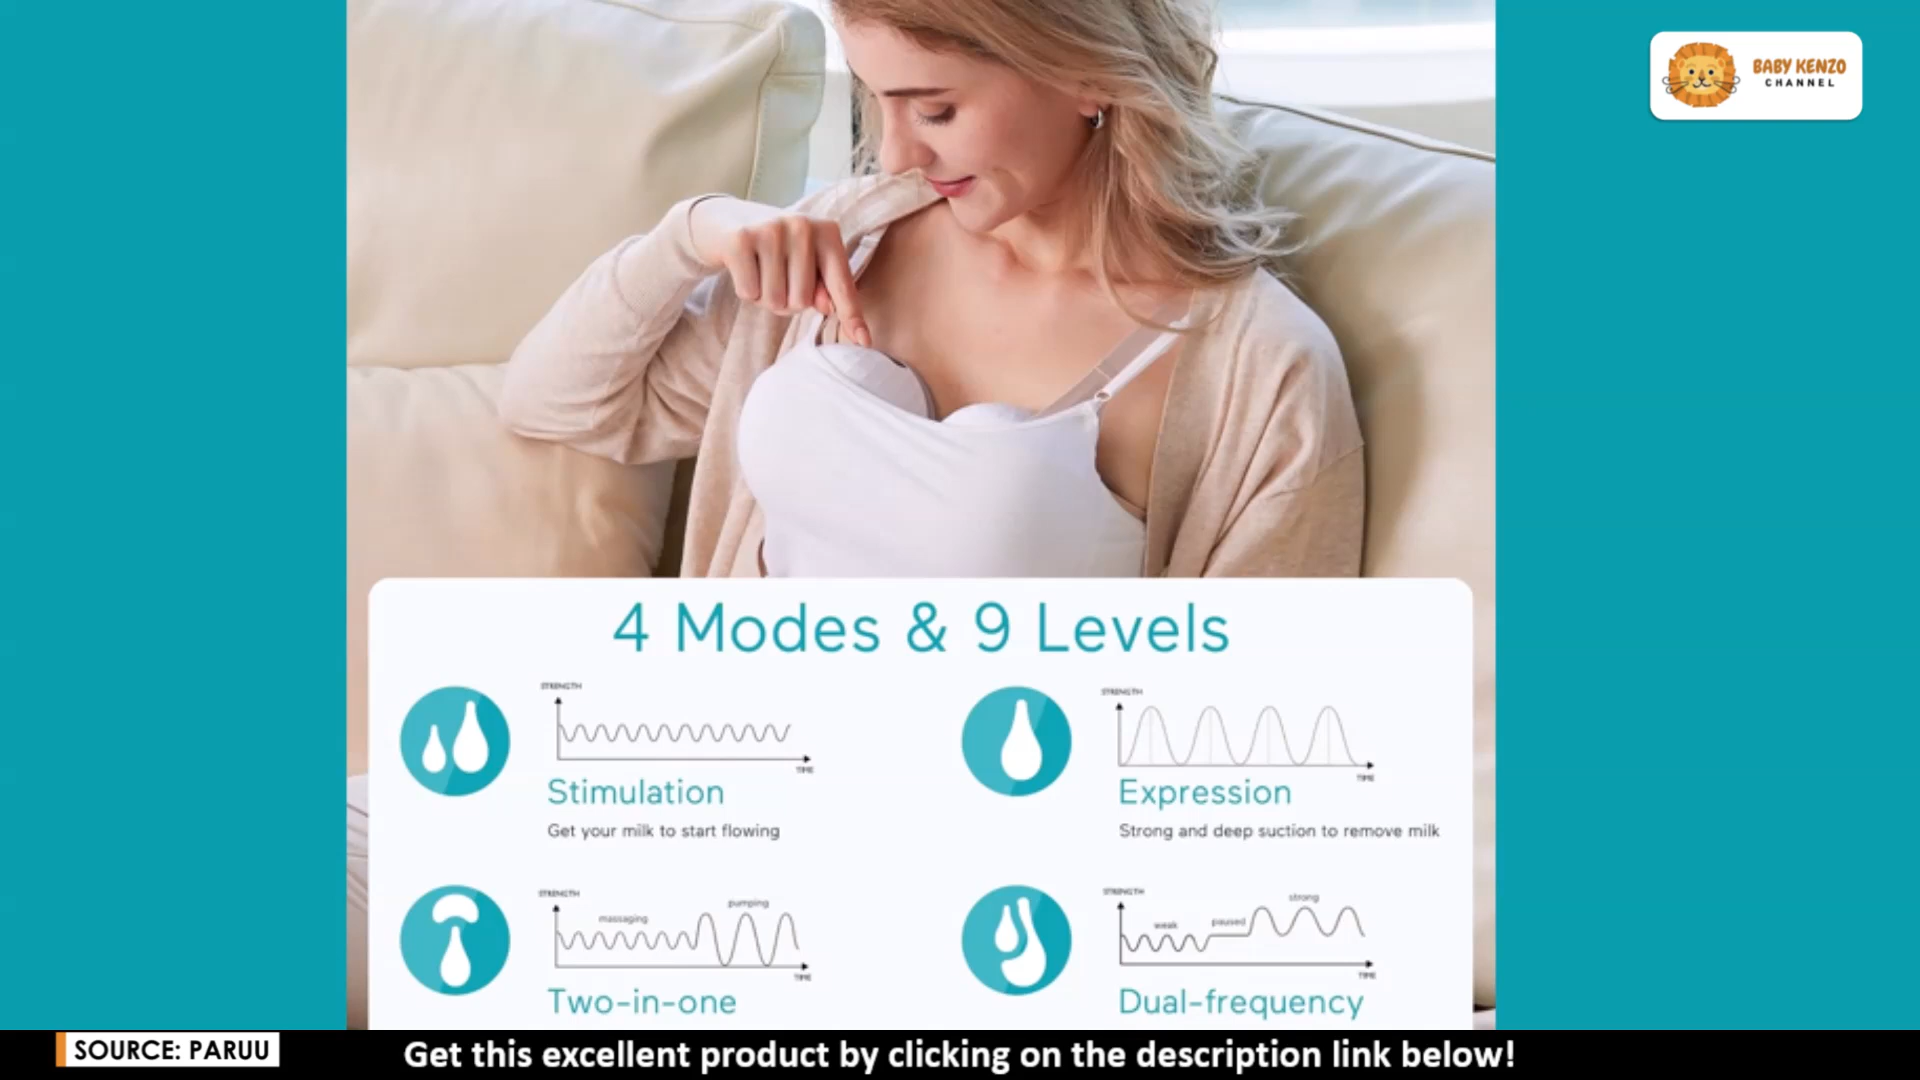 BABY KENZO
CHANNEL
4 Modes & 9 Levels
STRENGTH
TIME
Stimulation
Get your milk to start flowing
STRENGTH
TIME
Expression
Strong and deep suction to remove milk
STRENGTH
massaging
pumping
TIME
Two-in-one
STRENGTH
weak
paused
strong
TIME
Dual-frequency
SOURCE: PARUU
Get this excellent product by clicking on the description link below!